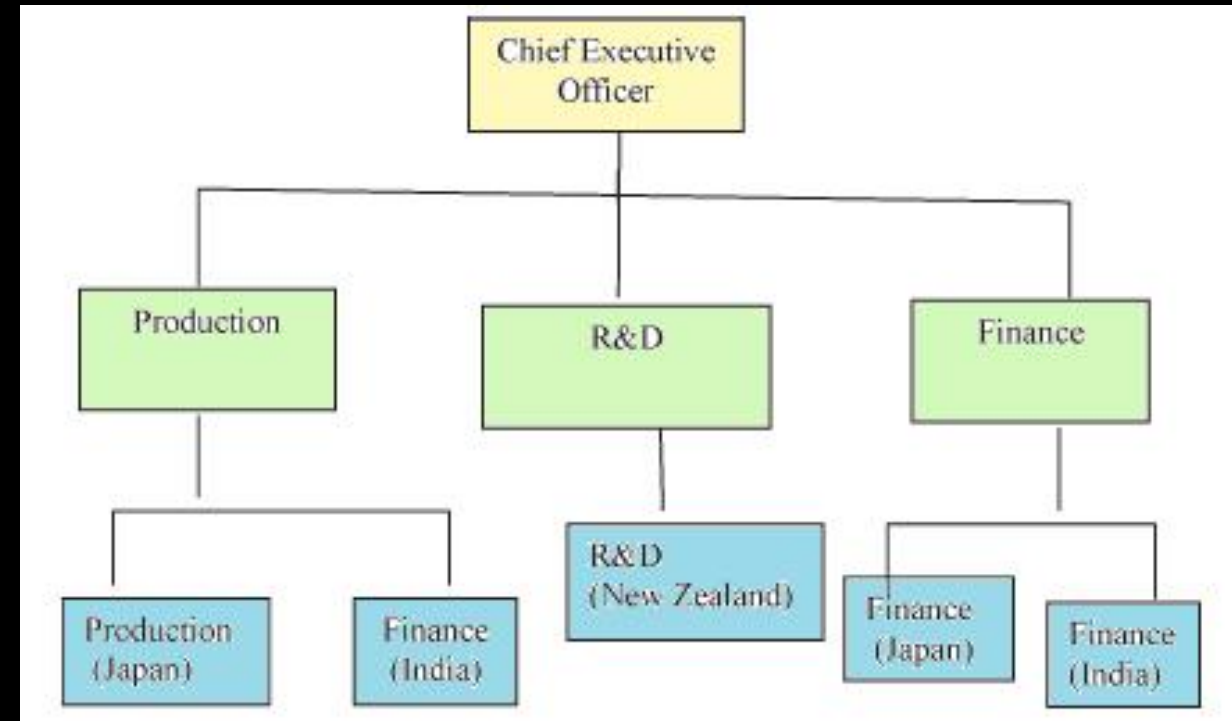 Chief Executive
Officer
Production
R&D
Finance
Production
(Japan)
Finance
(India)
R&D
(New Zealand)
Finance
(Japan)
Finance
(India)